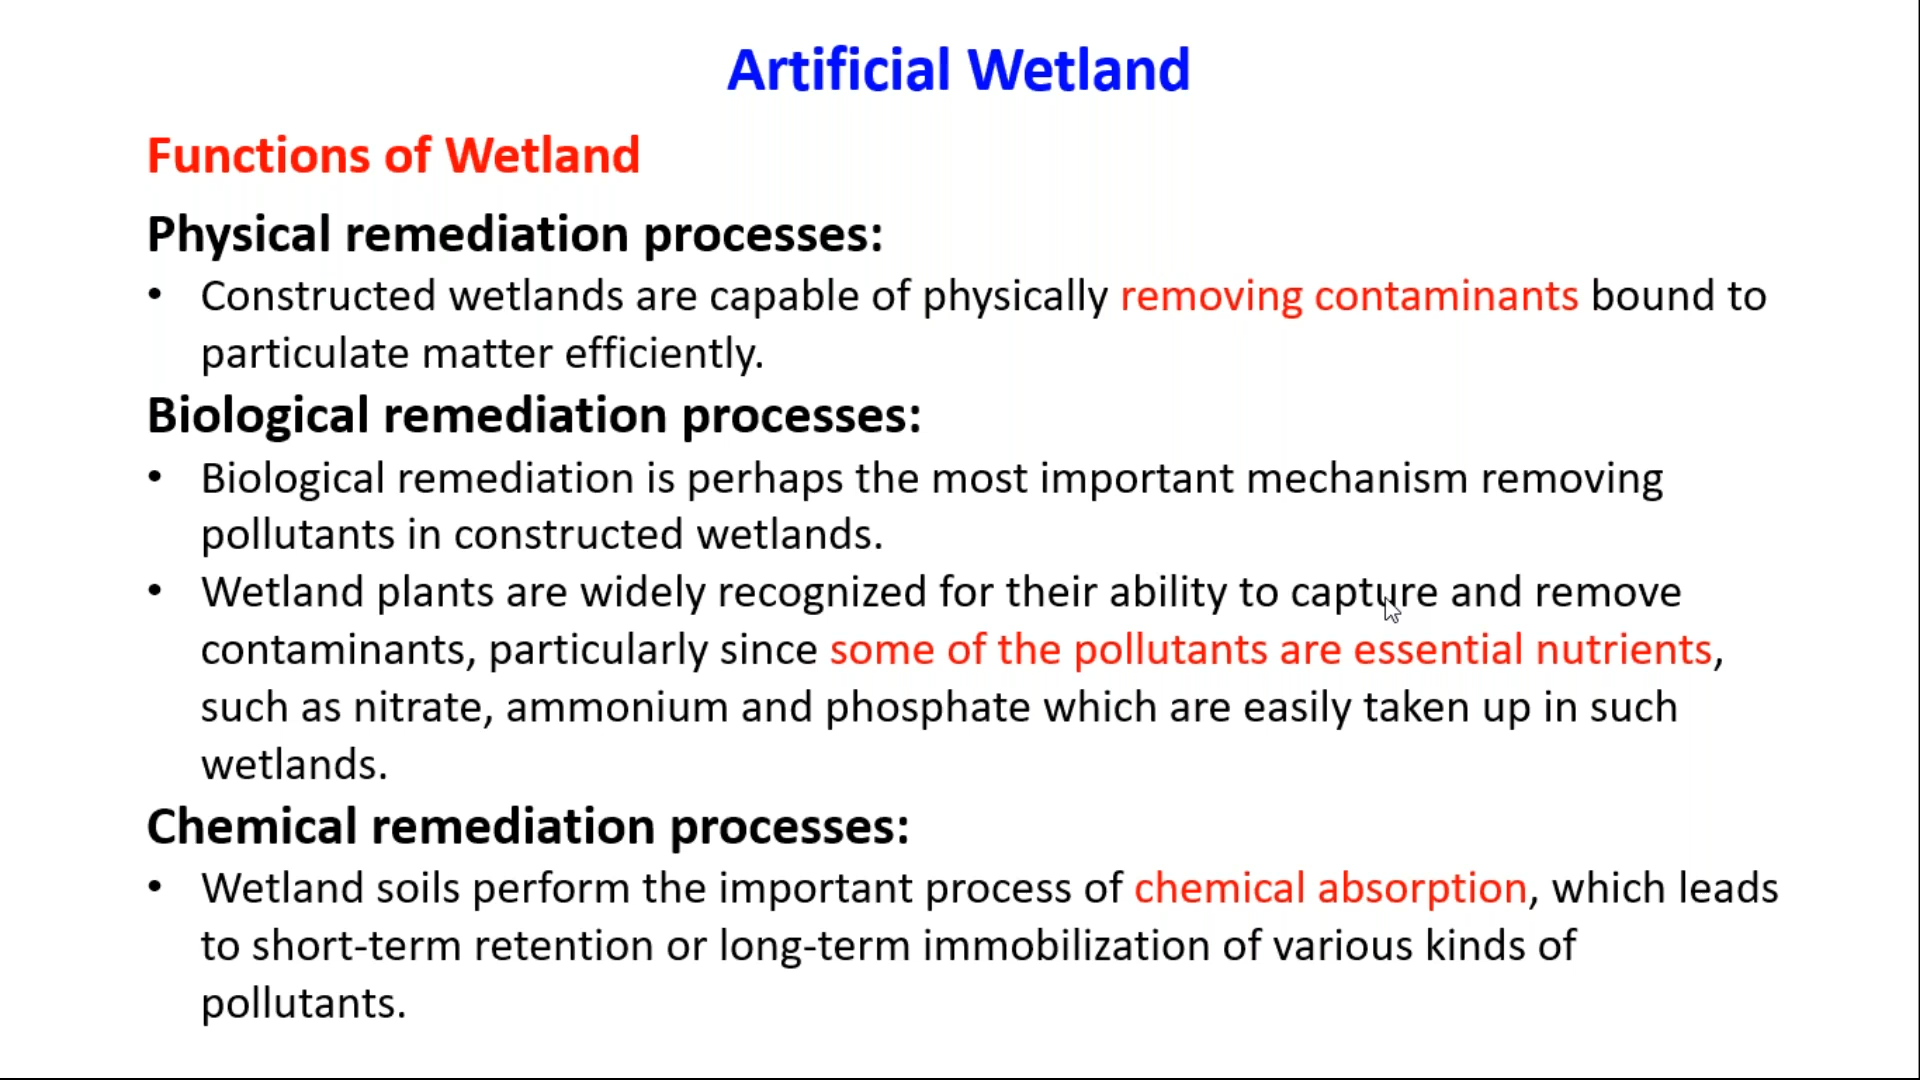 Artificial Wetland
Functions of Wetland
Physical remediation processes:
• Constructed wetlands are capable of physically removing contaminants bound to
particulate matter efficiently.
Biological remediation processes:
• Biological remediation is perhaps the most important mechanism removing
pollutants in constructed wetlands.
• Wetland plants are widely recognized for their ability to capture and remove
contaminants, particularly since some of the pollutants are essential nutrients,
such as nitrate, ammonium and phosphate which are easily taken up in such
wetlands.
Chemical remediation processes:
• Wetland soils perform the important process of chemical absorption, which leads
to short-term retention or long-term immobilization of various kinds of
pollutants.